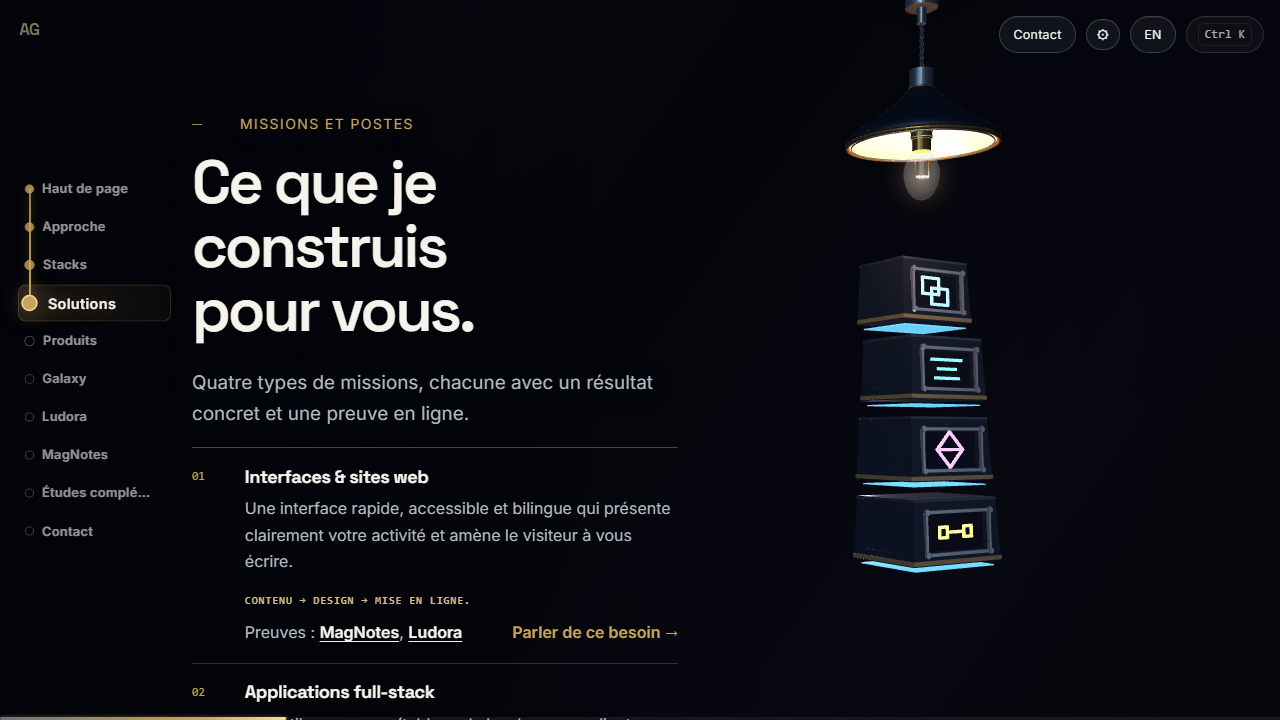 AG
Contact
EN
Ctrl K
— MISSIONS ET POSTES
Ce que je
construis
pour vous.
Haut de page
Approche
Stacks
Solutions
Produits
Galaxy
Ludora
MagNotes
Études complé...
Contact
Quatre types de missions, chacune avec un résultat
concret et une preuve en ligne.
01
Interfaces & sites web
Une interface rapide, accessible et bilingue qui présente
clairement votre activité et amène le visiteur à vous
écrire.
CONTENU → DESIGN → MISE EN LIGNE.
Preuves : MagNotes, Ludora
Parler de ce besoin →
02
Applications full-stack